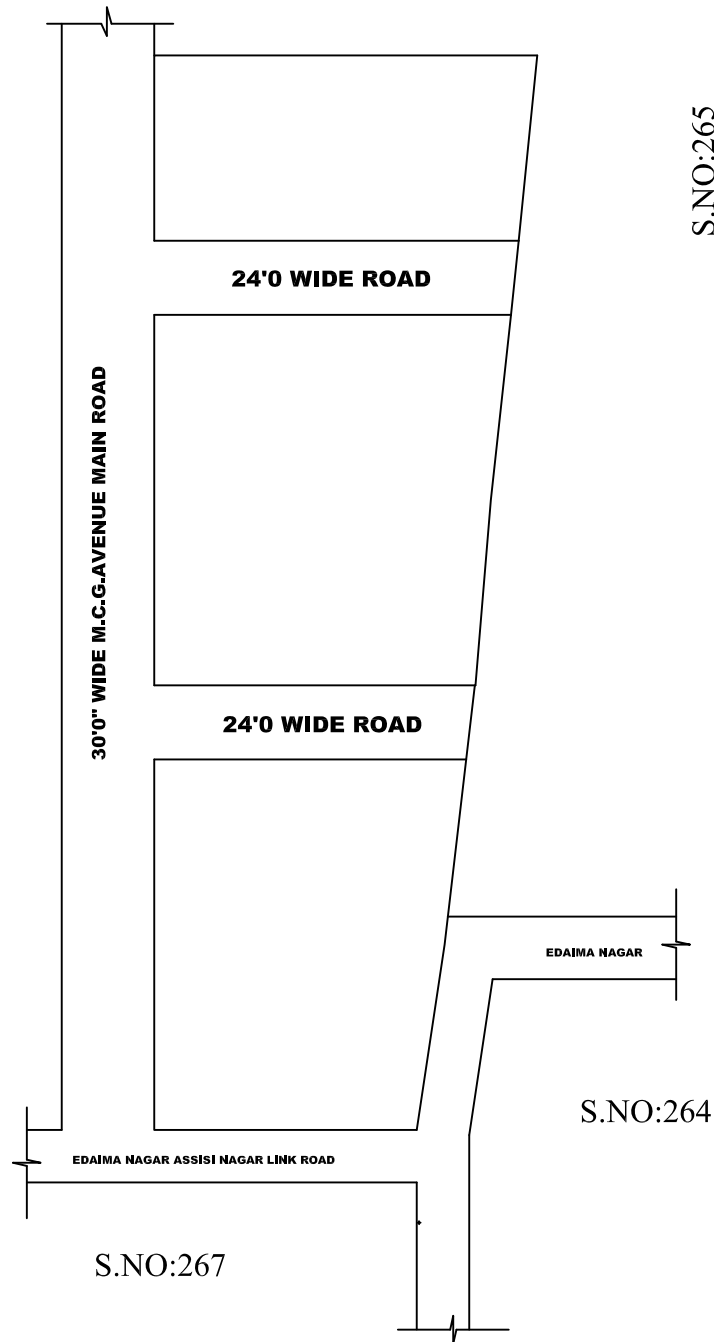 S.NO:265
24'0 WIDE ROAD
30'0" WIDE M.C.G.AVENUE MAIN ROAD
24'0 WIDE ROAD
EDAIMA NAGAR
S.NO:264
EDAIMA NAGAR ASSISI NAGAR LINK ROAD
S.NO:267